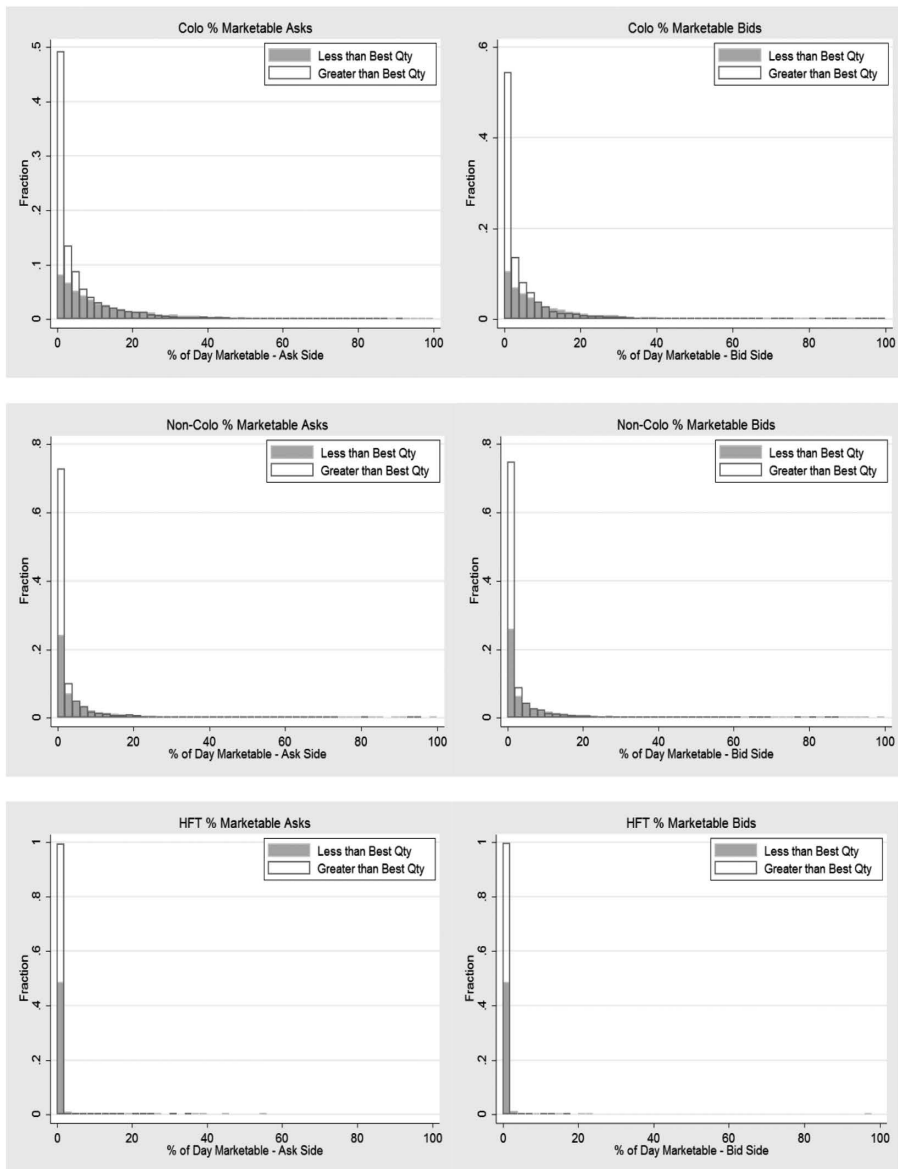 Colo % Marketable Asks
Less than Best Qty
Greater than Best Qty
Fraction
.5
.4
.3
.2
.1
0
0 20 40 60 80 100
% of Day Marketable - Ask Side
Colo % Marketable Bids
Less than Best Qty
Greater than Best Qty
Fraction
.6
.4
.2
0
0 20 40 60 80 100
% of Day Marketable - Bid Side
Non-Colo % Marketable Asks
Less than Best Qty
Greater than Best Qty
Fraction
.8
.6
.4
.2
0
0 20 40 60 80 100
% of Day Marketable - Ask Side
Non-Colo % Marketable Bids
Less than Best Qty
Greater than Best Qty
Fraction
.8
.6
.4
.2
0
0 20 40 60 80 100
% of Day Marketable - Bid Side
HFT % Marketable Asks
Less than Best Qty
Greater than Best Qty
Fraction
1
.8
.6
.4
.2
0
0 20 40 60 80 100
% of Day Marketable - Ask Side
HFT % Marketable Bids
Less than Best Qty
Greater than Best Qty
Fraction
1
.8
.6
.4
.2
0
0 20 40 60 80 100
% of Day Marketable - Bid Side